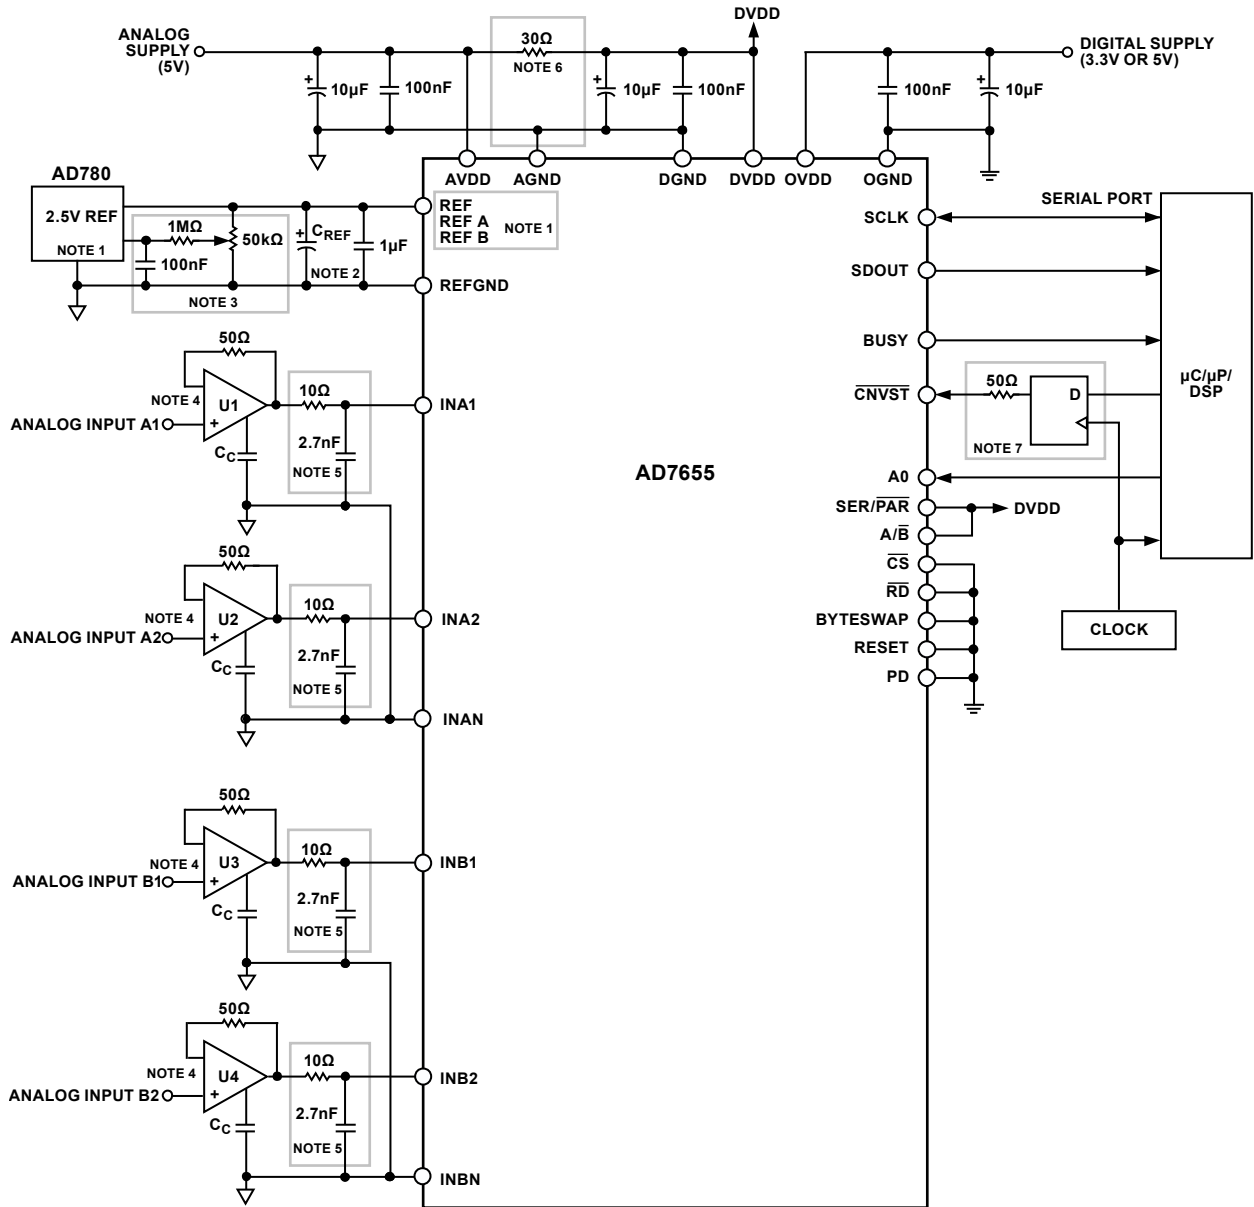 DVDD
ANALOG
SUPPLY
(5V)
30Ω
NOTE 6
DIGITAL SUPPLY
(3.3V OR 5V)
+
10µF
100nF
+
10µF
100nF
100nF
+
10µF
AVDD
AGND
DGND
DVDD
OVDD
OGND
AD780
2.5V REF
NOTE 1
1MΩ
50kΩ
100nF
NOTE 3
+
CREF
NOTE 2
1µF
REF
REF A
REF B
NOTE 1
REFGND
SERIAL PORT
SCLK
SDOUT
BUSY
CNVST
50Ω
D
NOTE 7
µC/µP/
DSP
A0
SER/PAR
DVDD
A/B
CS
RD
BYTESWAP
RESET
PD
CLOCK
AD7655
50Ω
NOTE 4
–
U1
+
ANALOG INPUT A1
CC
10Ω
2.7nF
NOTE 5
INA1
50Ω
NOTE 4
–
U2
+
ANALOG INPUT A2
CC
10Ω
2.7nF
NOTE 5
INA2
INAN
50Ω
NOTE 4
–
U3
+
ANALOG INPUT B1
CC
10Ω
2.7nF
NOTE 5
INB1
50Ω
NOTE 4
–
U4
+
ANALOG INPUT B2
CC
10Ω
2.7nF
NOTE 5
INB2
INBN